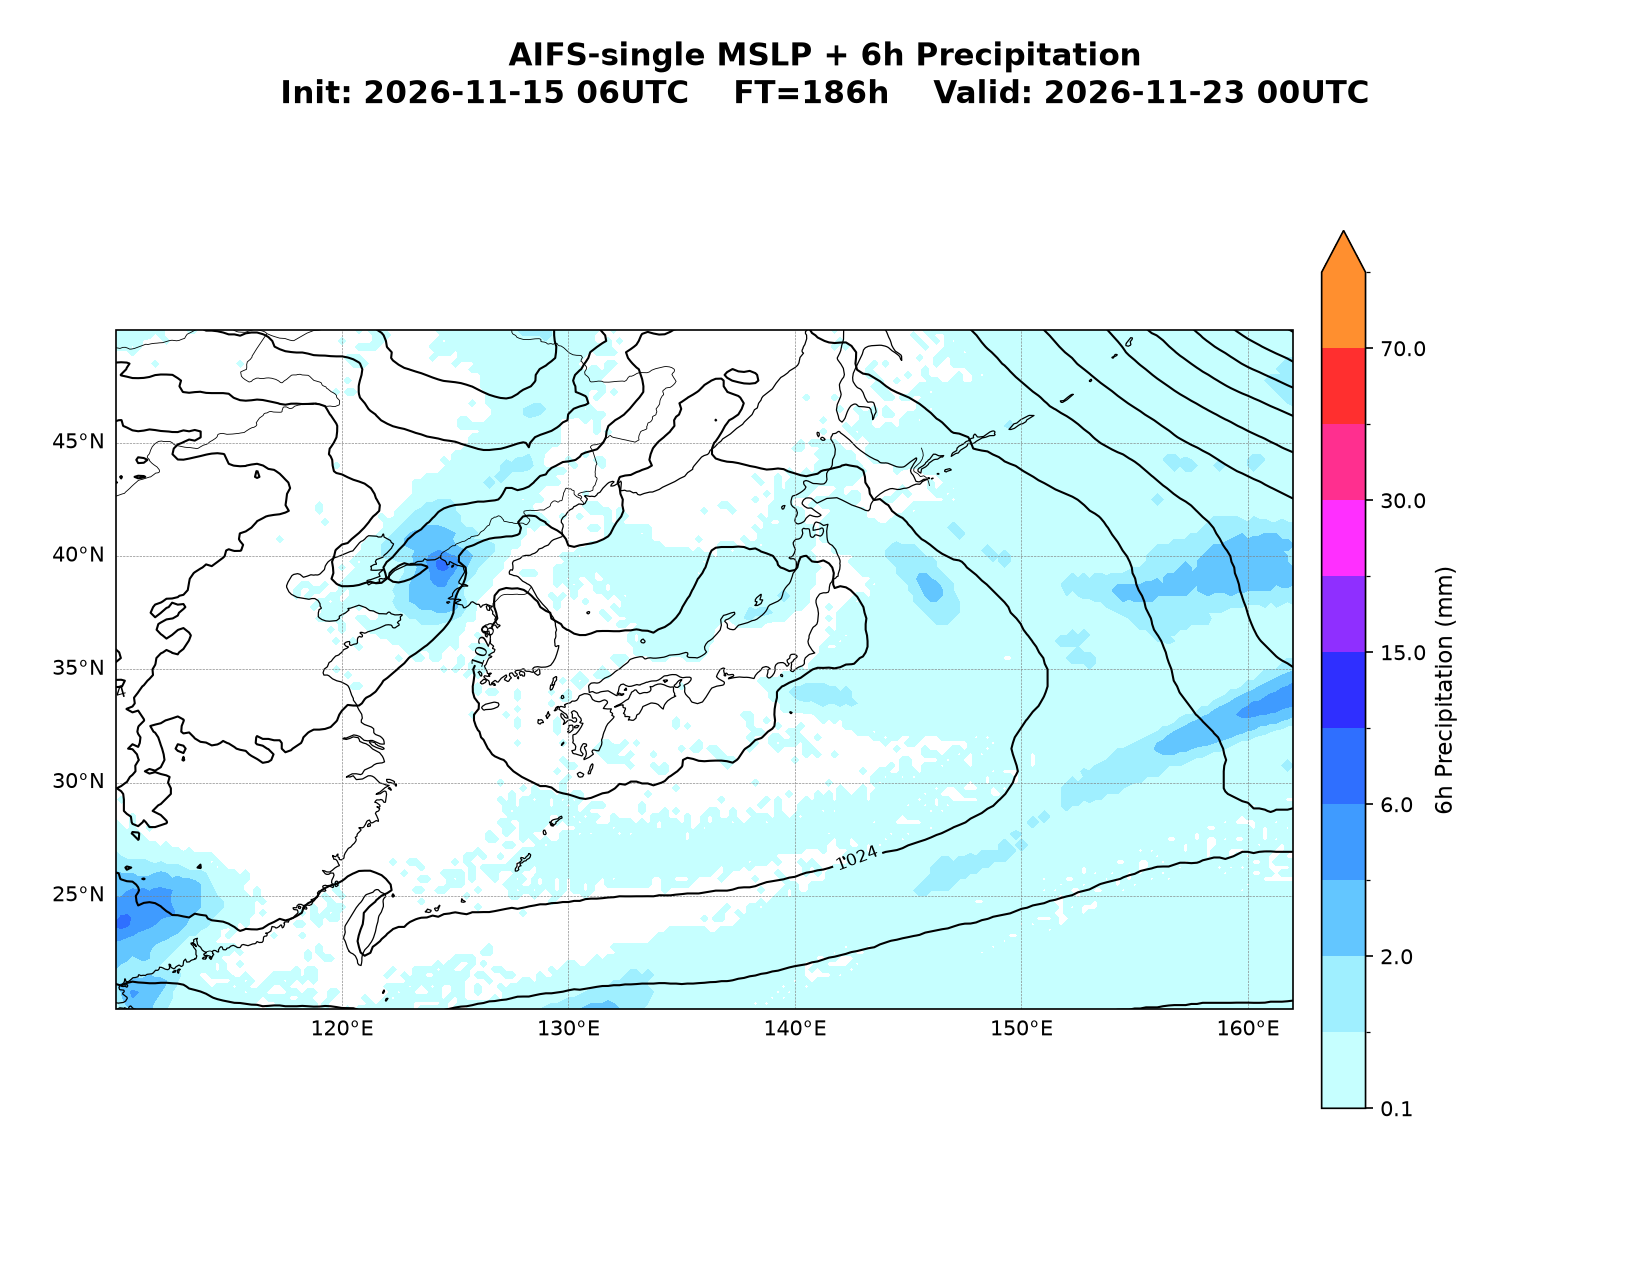 AIFS-single MSLP + 6h Precipitation
Init: 2026-11-15 06UTC    FT=186h    Valid: 2026-11-23 00UTC
70.0
30.0
15.0
6.0
2.0
0.1
6h Precipitation (mm)
45°N
40°N
35°N
30°N
25°N
1028
1024
120°E
130°E
140°E
150°E
160°E